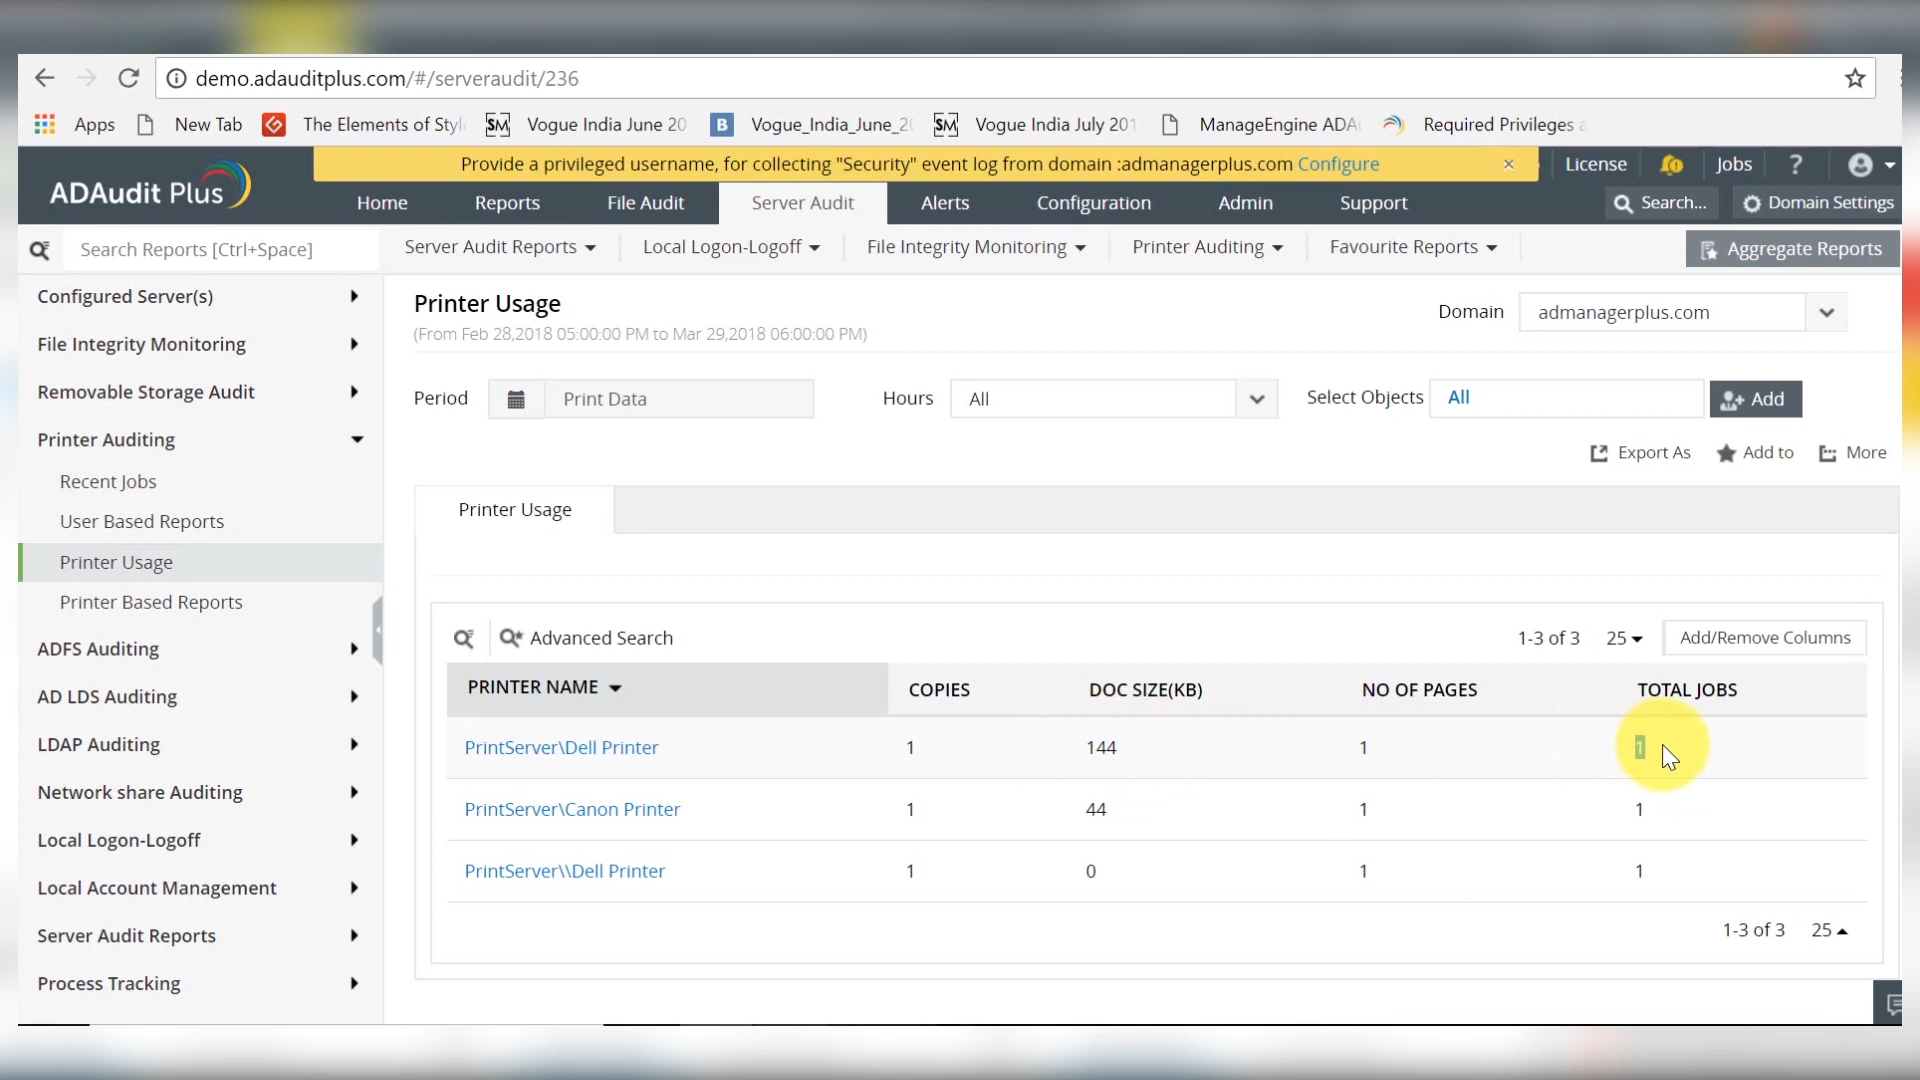 demo.adauditplus.com/#/serveraudit/236
Apps New Tab The Elements of Styl Vogue India June 20 Vogue_India_June_20 Vogue India July 201 ManageEngine ADAu Required Privileges a
Provide a privileged username, for collecting "Security" event log from domain :admanagerplus.com Configure × License Jobs ?
ADAudit Plus
Home Reports File Audit Server Audit Alerts Configuration Admin Support Search... Domain Settings
Search Reports [Ctrl+Space] Server Audit Reports Local Logon-Logoff File Integrity Monitoring Printer Auditing Favourite Reports Aggregate Reports
Configured Server(s)
File Integrity Monitoring
Removable Storage Audit
Printer Auditing
Recent Jobs
User Based Reports
Printer Usage
Printer Based Reports
ADFS Auditing
AD LDS Auditing
LDAP Auditing
Network share Auditing
Local Logon-Logoff
Local Account Management
Server Audit Reports
Process Tracking
Printer Usage
(From Feb 28,2018 05:00:00 PM to Mar 29,2018 06:00:00 PM)
Domain admanagerplus.com
Period Print Data Hours All Select Objects All Add
Export As Add to More
Printer Usage
Advanced Search 1-3 of 3 25 Add/Remove Columns
PRINTER NAME COPIES DOC SIZE(KB) NO OF PAGES TOTAL JOBS
PrintServer\Dell Printer 1 144 1 1
PrintServer\Canon Printer 1 44 1 1
PrintServer\\Dell Printer 1 0 1 1
1-3 of 3 25